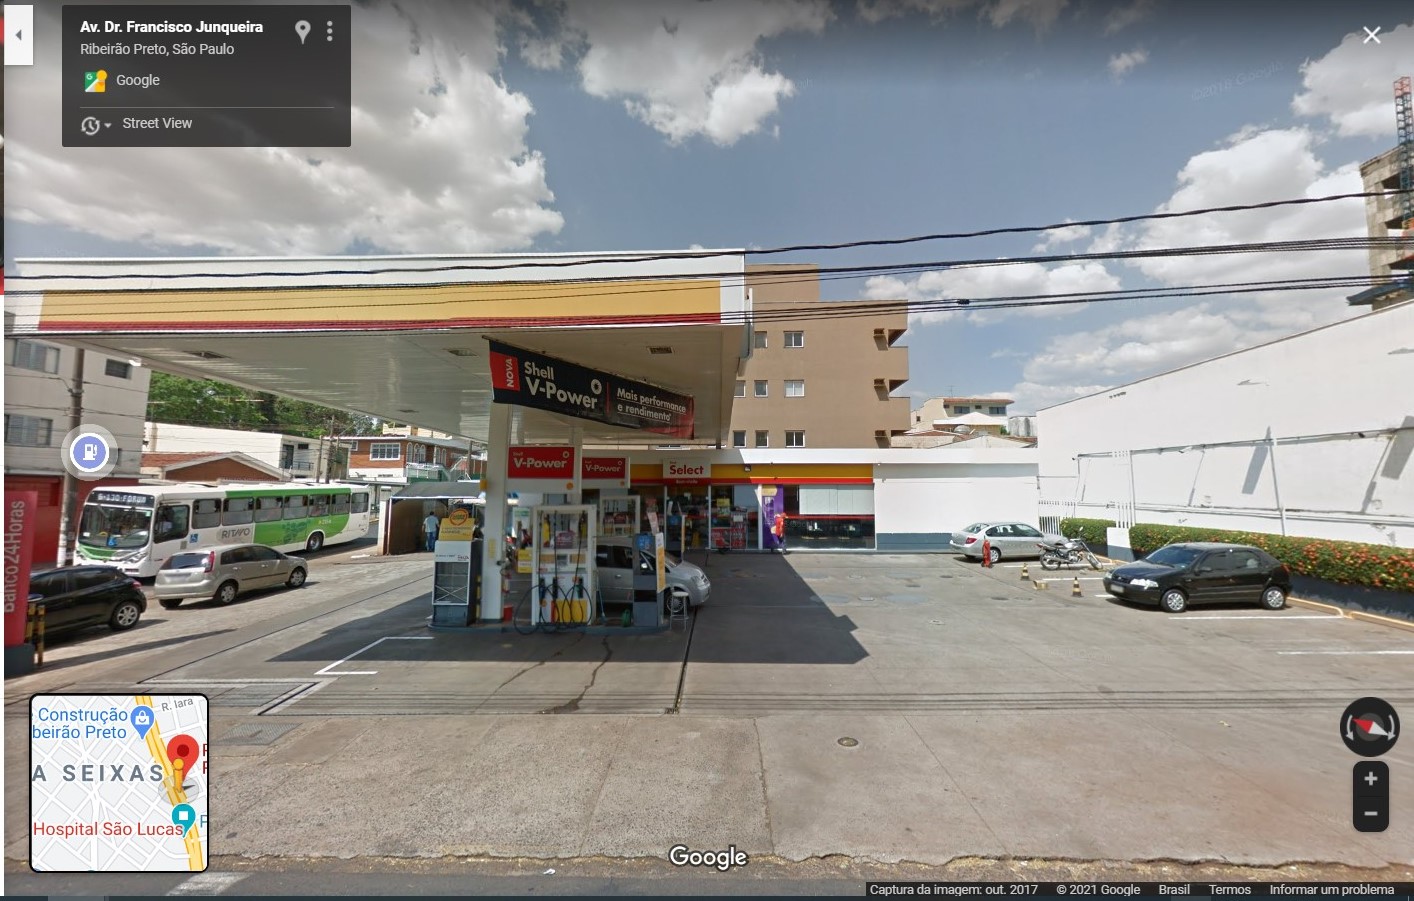 Av. Dr. Francisco Junqueira
Ribeirão Preto, São Paulo
Google
Street View
NOVA
Shell
V-Power
Mais performance
e rendimento
V-Power
V-Power
Select
RITMO
Banco24Horas
R. Iara
Construção
beirão Preto
A SEIXAS
Hospital São Lucas
Google
Captura da imagem: out. 2017 © 2021 Google Brasil Termos Informar um problema